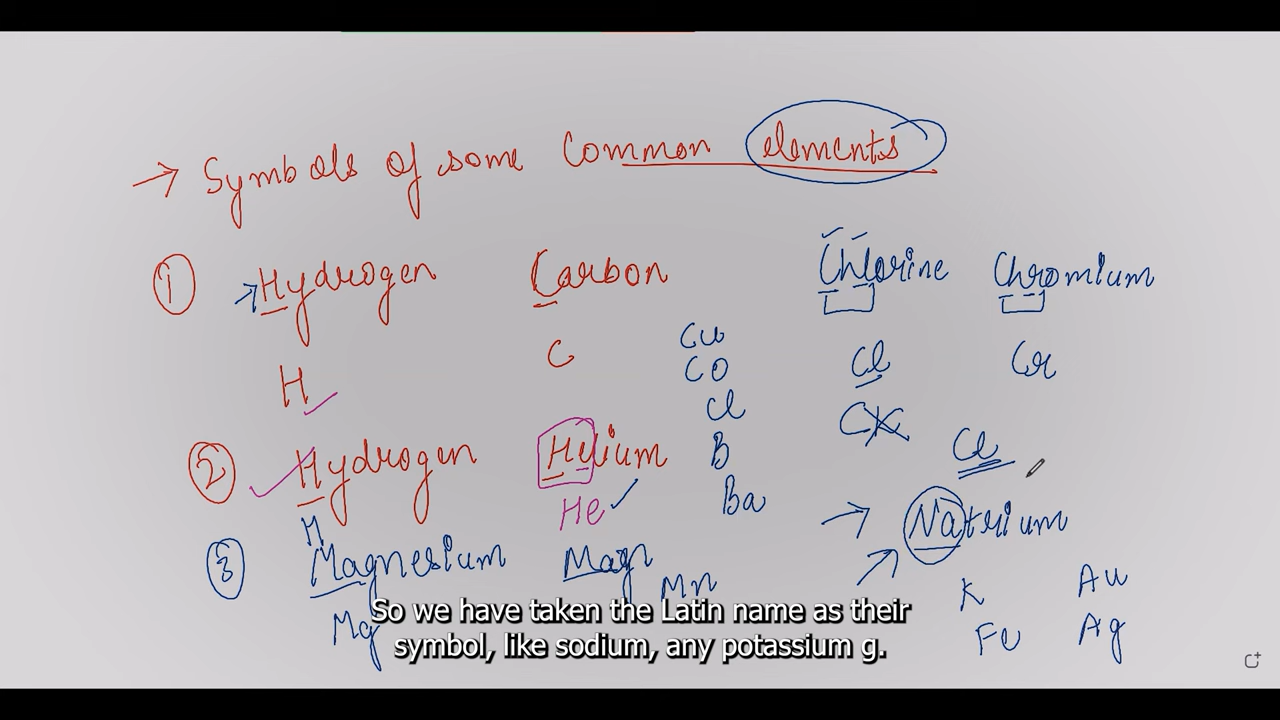 → Symbols of some Common elements
① Hydrogen Carbon Chlorine Chromium
H C Cl Cr
Cu
CO
Cl
B
Ba
② Hydrogen Helium
H He
Cl
③ Magnesium Magn
Mg Mn
→ Natrium
K Au
Fe Ag
So we have taken the Latin name as their
symbol, like sodium, any potassium g.